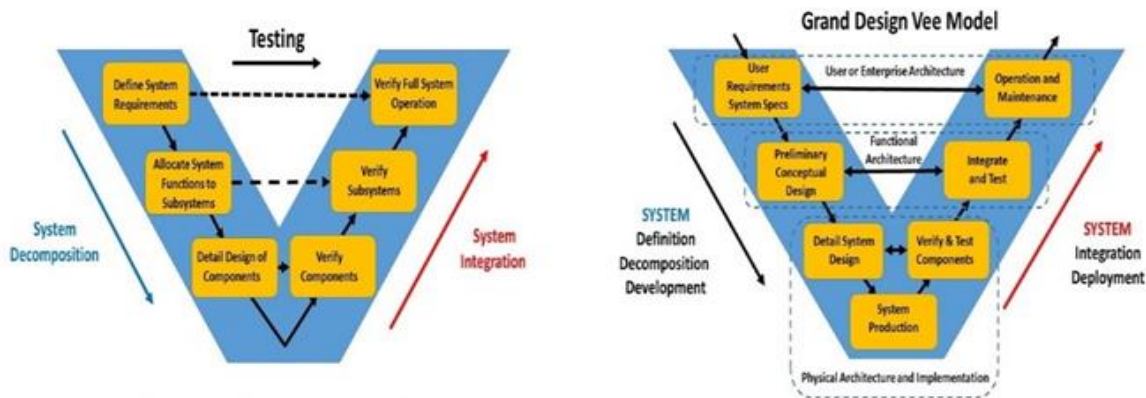 Testing
Define System
Requirements
Verify Full System
Operation
Allocate System
Functions to
Subsystems
Verify
Subsystems
Detail Design of
Components
Verify
Components
System
Decomposition
System
Integration
Grand Design Vee Model
User
Requirements
System Specs
User or Enterprise Architecture
Operation and
Maintenance
Preliminary
Conceptual
Design
Functional
Architecture
Integrate
and Test
Detail System
Design
Verify & Test
Components
System
Production
SYSTEM
Definition
Decomposition
Development
SYSTEM
Integration
Deployment
Physical Architecture and Implementation